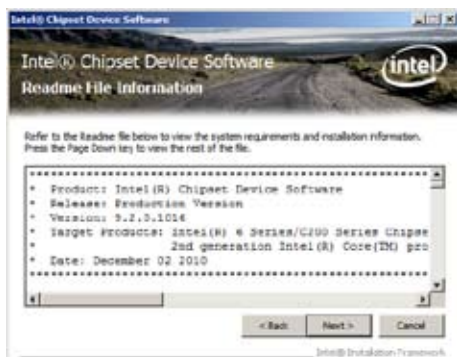 Intel® Chipset Device Software
Intel® Chipset Device Software
intel
Readme File Information
Refer to the Readme file below to view the system requirements and installation information.
Press the Page Down key to view the rest of the file.
******************************************************
* Product: Intel(R) Chipset Device Software
* Release: Production Version
* Version: 9.2.0.1016
* Target Products: Intel(R) 6 Series/C200 Series Chipse
* 2nd generation Intel(R) Core(TM) pro
* Date: December 02 2010
******************************************************
< Back
Next >
Cancel
Intel® Installation Framework